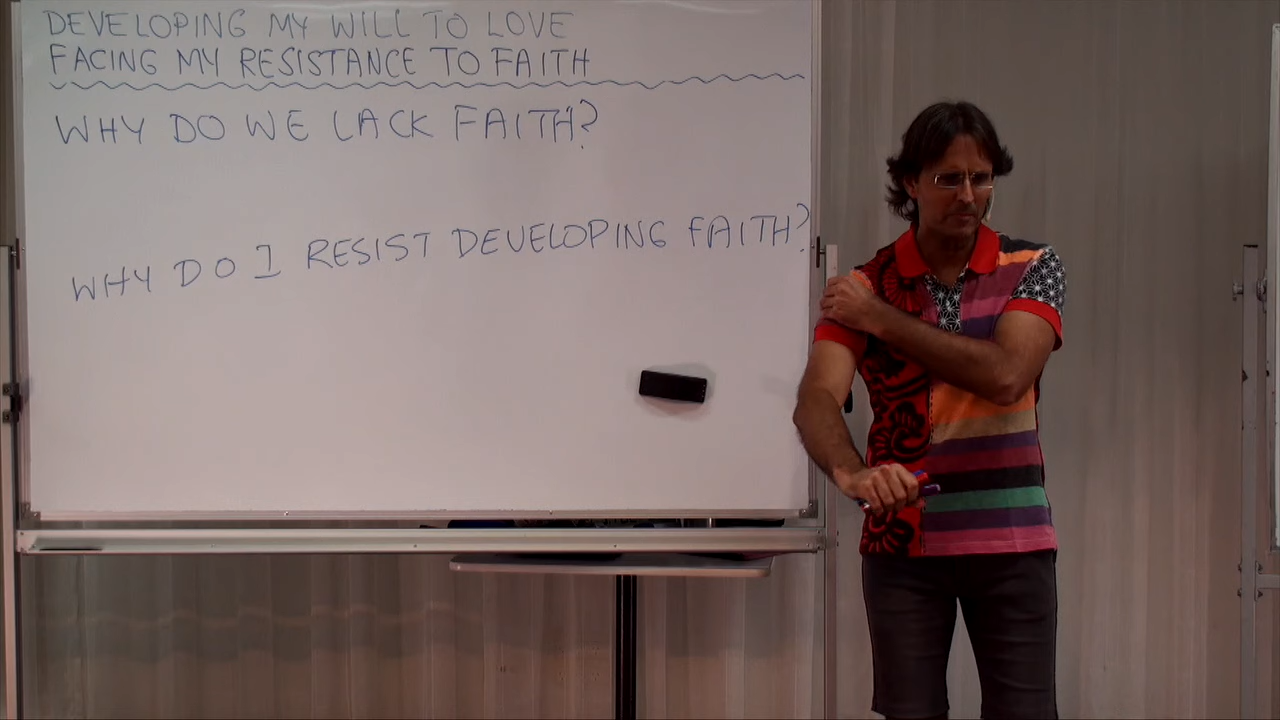 DEVELOPING MY WILL TO LOVE
FACING MY RESISTANCE TO FAITH
WHY DO WE LACK FAITH?
WHY DO I RESIST DEVELOPING FAITH?